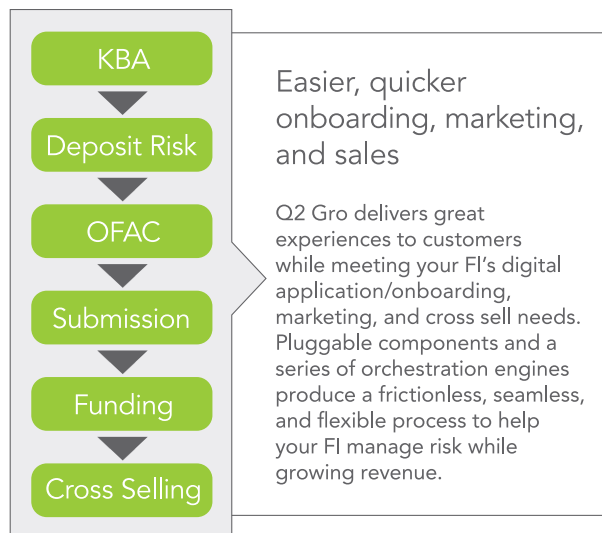 KBA
Deposit Risk
OFAC
Submission
Funding
Cross Selling
Easier, quicker
onboarding, marketing,
and sales
Q2 Gro delivers great
experiences to customers
while meeting your FI’s digital
application/onboarding,
marketing, and cross sell needs.
Pluggable components and a
series of orchestration engines
produce a frictionless, seamless,
and flexible process to help
your FI manage risk while
growing revenue.